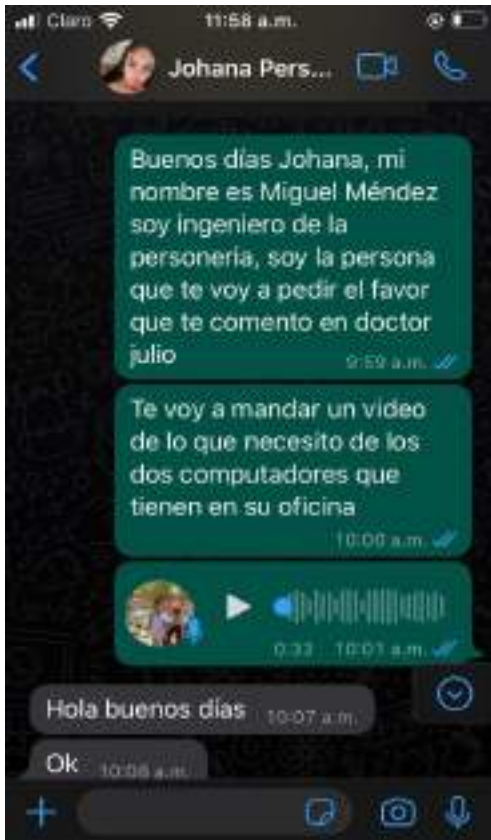 Claro 11:58 a.m.
Johana Pers...
Buenos días Johana, mi
nombre es Miguel Méndez
soy ingeniero de la
personería, soy la persona
que te voy a pedir el favor
que te comento en doctor
julio
9:59 a.m.
Te voy a mandar un video
de lo que necesito de los
dos computadores que
tienen en su oficina
10:00 a.m.
0:33 10:01 a.m.
Hola buenos días 10:07 a.m.
Ok 10:08 a.m.